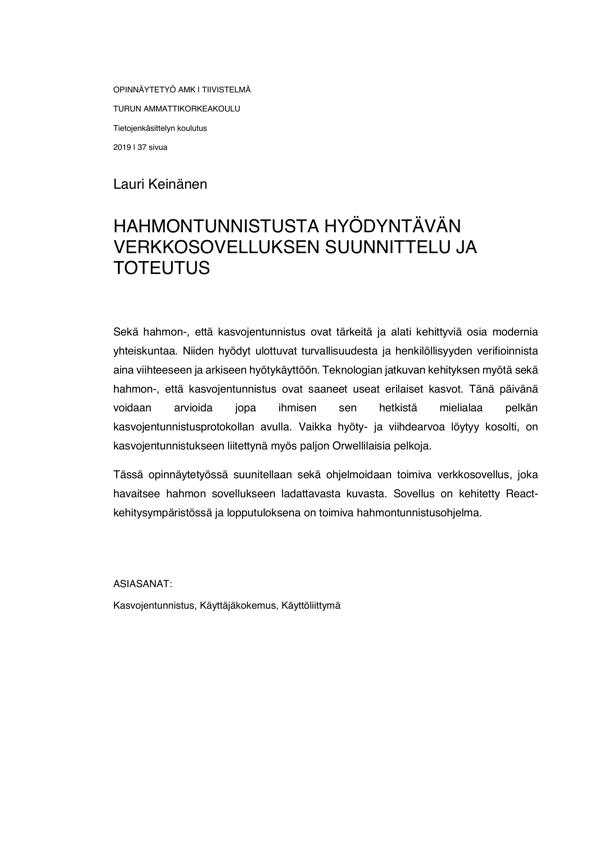 OPINNÄYTETYÖ AMK | TIIVISTELMÄ
TURUN AMMATTIKORKEAKOULU
Tietojenkäsittelyn koulutus
2019 | 37 sivua
Lauri Keinänen
HAHMONTUNNISTUSTA HYÖDYNTÄVÄN
VERKKOSOVELLUKSEN SUUNNITTELU JA
TOTEUTUS
Sekä hahmon-, että kasvojentunnistus ovat tärkeitä ja alati kehittyviä osia modernia
yhteiskuntaa. Niiden hyödyt ulottuvat turvallisuudesta ja henkilöllisyyden verifioinnista
aina viihteeseen ja arkiseen hyötykäyttöön. Teknologian jatkuvan kehityksen myötä sekä
hahmon-, että kasvojentunnistus ovat saaneet useat erilaiset kasvot. Tänä päivänä
voidaan arvioida jopa ihmisen sen hetkistä mielialaa pelkän
kasvojentunnistusprotokollan avulla. Vaikka hyöty- ja viihdearvoa löytyy kosolti, on
kasvojentunnistukseen liitettynä myös paljon Orwellilaisia pelkoja.
Tässä opinnäytetyössä suunitellaan sekä ohjelmoidaan toimiva verkkosovellus, joka
havaitsee hahmon sovellukseen ladattavasta kuvasta. Sovellus on kehitetty React-
kehitysympäristössä ja lopputuloksena on toimiva hahmontunnistusohjelma.
ASIASANAT:
Kasvojentunnistus, Käyttäjäkokemus, Käyttöliittymä